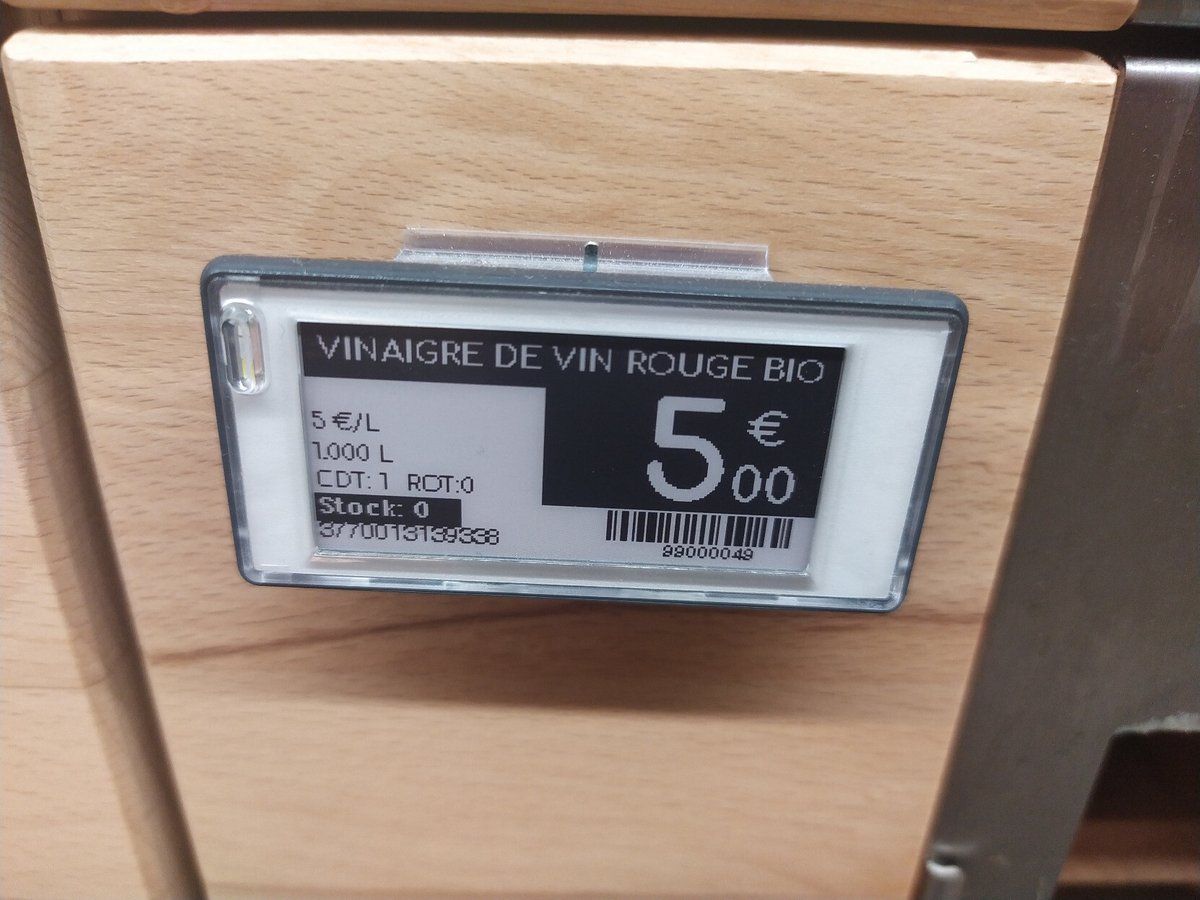 VINAIGRE DE VIN ROUGE BIO
5 €/L
1.000 L
CDT: 1 ROT:0
Stock: 0
3770013139338
5 € 00
99000049